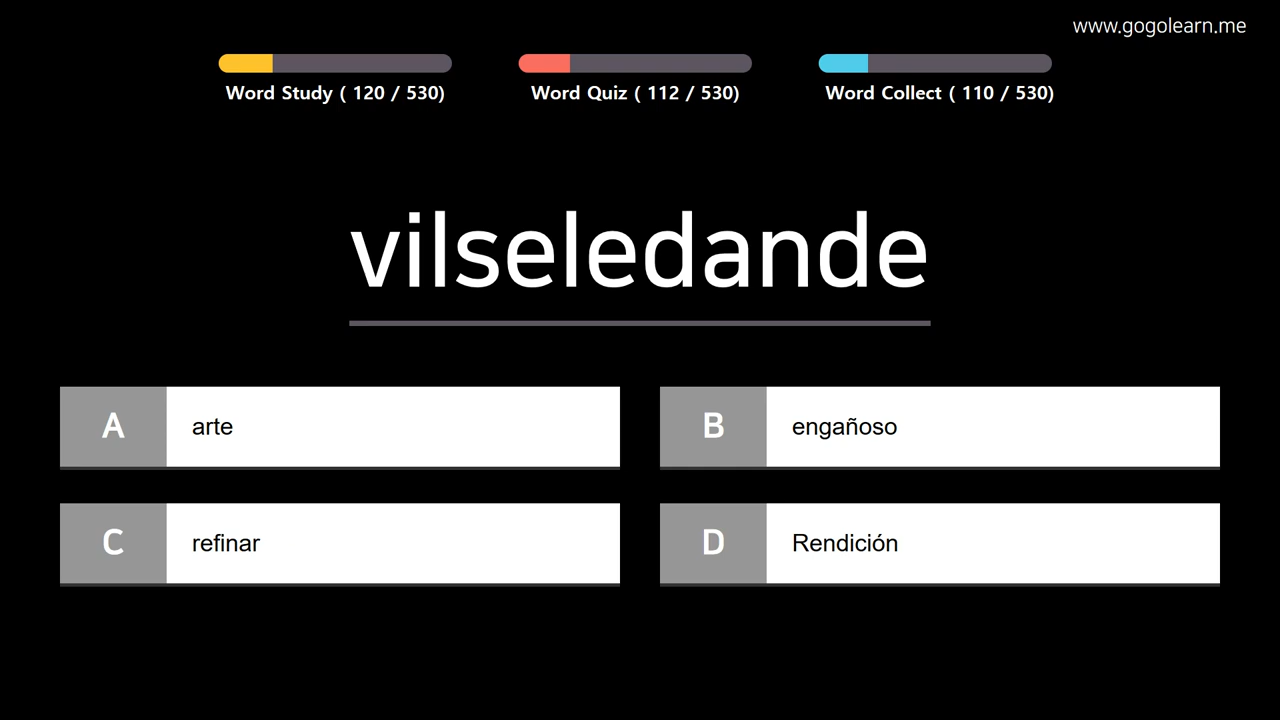 www.gogolearn.me
Word Study ( 120 / 530)
Word Quiz ( 112 / 530)
Word Collect ( 110 / 530)
vilseledande
A arte
B engañoso
C refinar
D Rendición